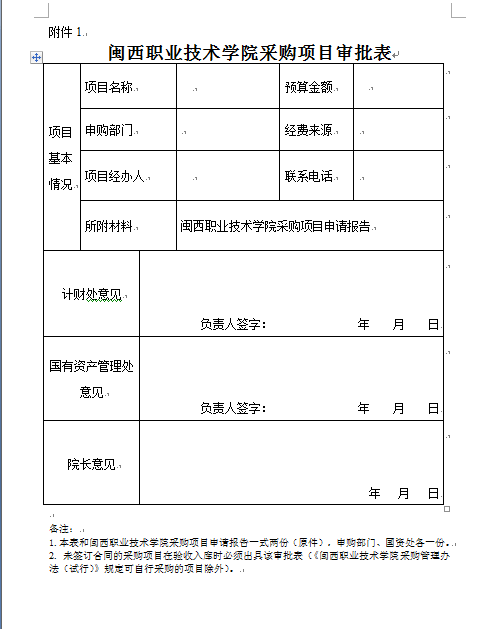 附件 1.
闽西职业技术学院采购项目审批表
项目基本情况
项目名称
预算金额
申购部门
经费来源
项目经办人
联系电话
所附材料
闽西职业技术学院采购项目申请报告
计财处意见
负责人签字： 年 月 日
国有资产管理处
意见
负责人签字： 年 月 日
院长意见
年 月 日
备注：
1.本表和闽西职业技术学院采购项目申请报告一式两份（原件），申购部门、国资处各一份。
2. 未签订合同的采购项目在验收入库时必须出具该审批表（《闽西职业技术学院采购管理办
法（试行）》规定可自行采购的项目除外）。